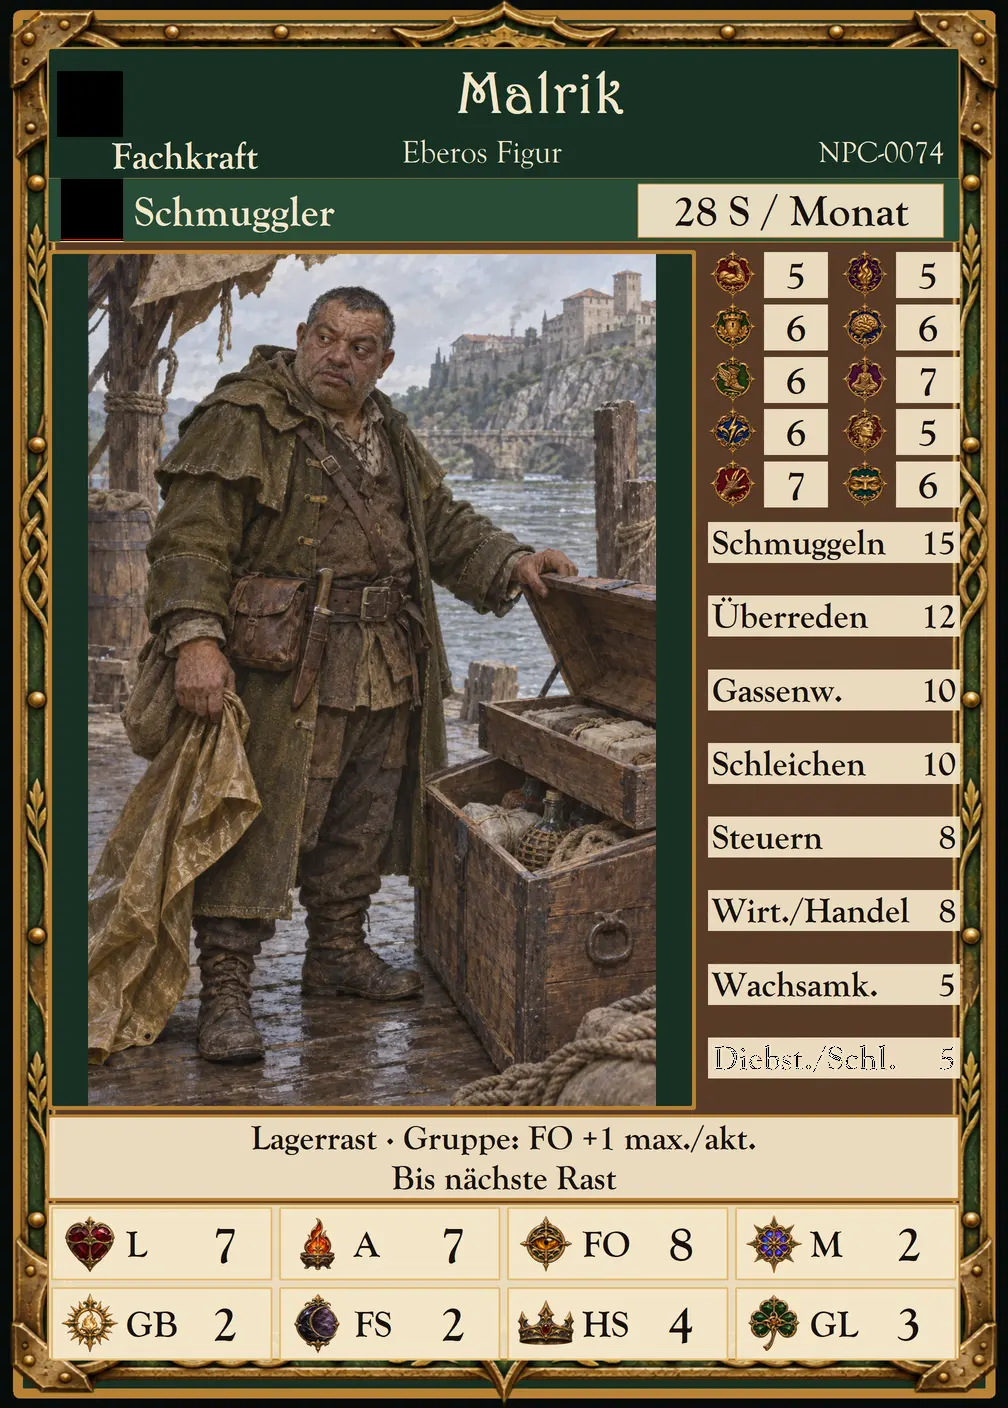 Malrik
Fachkraft
Eberos Figur
NPC-0074
Schmuggler
28 S / Monat
5 5
6 6
6 7
6 5
7 6
Schmuggeln 15
Überreden 12
Gassenw. 10
Schleichen 10
Steuern 8
Wirt./Handel 8
Wachsamk. 5
Diebst./Schl. 5
Lagerrast · Gruppe: FO +1 max./akt.
Bis nächste Rast
L 7 A 7 FO 8 M 2
GB 2 FS 2 HS 4 GL 3